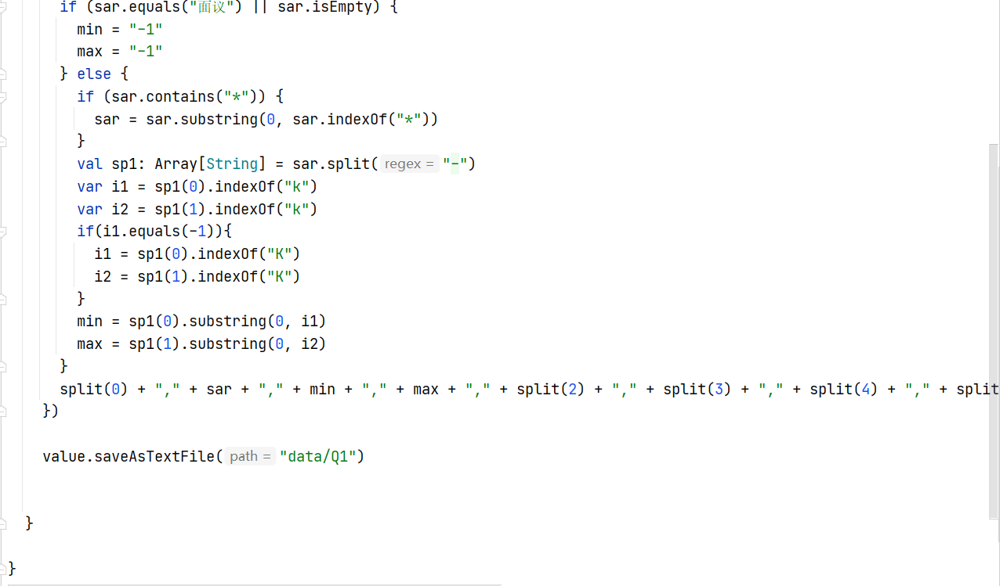 if (sar.equals("面议") || sar.isEmpty) {
min = "-1"
max = "-1"
} else {
if (sar.contains("*")) {
sar = sar.substring(0, sar.indexOf("*"))
}
val sp1: Array[String] = sar.split( regex = "-")
var i1 = sp1(0).indexOf("k")
var i2 = sp1(1).indexOf("k")
if(i1.equals(-1)){
i1 = sp1(0).indexOf("K")
i2 = sp1(1).indexOf("K")
}
min = sp1(0).substring(0, i1)
max = sp1(1).substring(0, i2)
}
split(0) + "," + sar + "," + min + "," + max + "," + split(2) + "," + split(3) + "," + split(4) + "," + split
})
value.saveAsTextFile( path = "data/Q1")
}
}